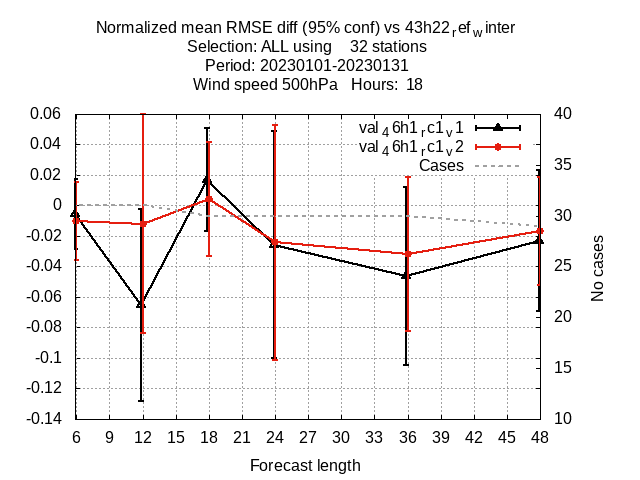 Normalized mean RMSE diff (95% conf) vs 43h22refwinter
Selection: ALL using 32 stations
Period: 20230101-20230131
Wind speed 500hPa Hours: 18
val46h1rc1v1
val46h1rc1v2
Cases
0.06
0.04
0.02
0
-0.02
-0.04
-0.06
-0.08
-0.1
-0.12
-0.14
40
35
30
25
20
15
10
No cases
6 9 12 15 18 21 24 27 30 33 36 39 42 45 48
Forecast length